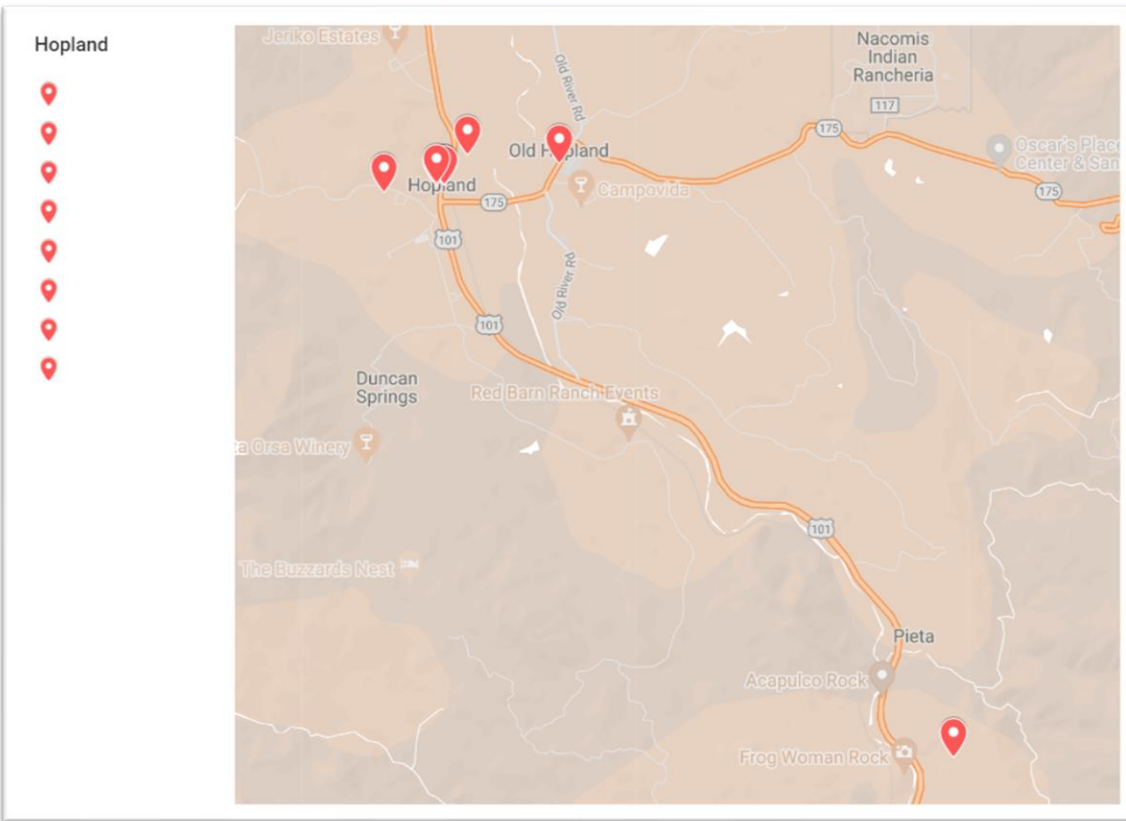 Hopland
Jeriko Estates
Old River Rd
Nacomis
Indian
Rancheria
117
175
Old Hopland
Oscar's Place
Center & San
Hopland
175
Campovida
175
101
Old River Rd
101
Duncan
Springs
Red Barn Ranch Events
a Orsa Winery
101
The Buzzards Nest
Pieta
Acapulco Rock
Frog Woman Rock